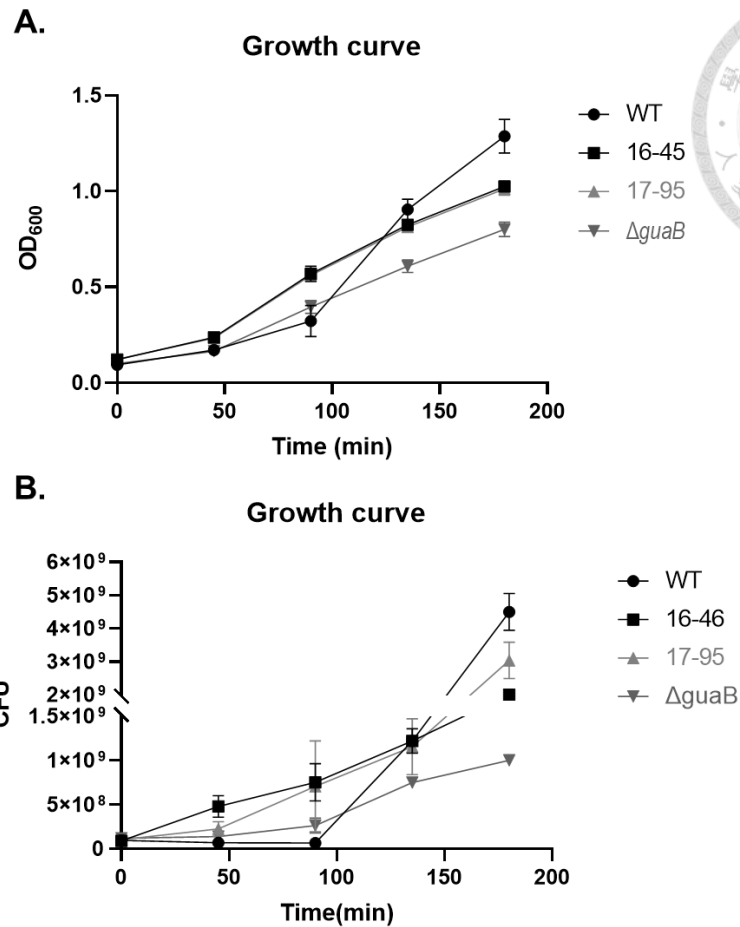 A.
Growth curve
1.5
1.0
0.5
0.0
OD₆₀₀
0
50
100
150
200
Time (min)
WT
16-45
17-95
ΔguaB
B.
Growth curve
6×10⁹
5×10⁹
4×10⁹
3×10⁹
2×10⁹
1.5×10⁹
1×10⁹
5×10⁸
0
CFU
0
50
100
150
200
Time(min)
WT
16-46
17-95
ΔguaB